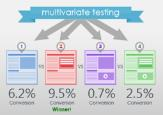 multivariate testing
1 2 3 4
vs vs vs
6.2% 9.5% 0.7% 2.5%
Conversion Conversion Conversion Conversion
Winner!